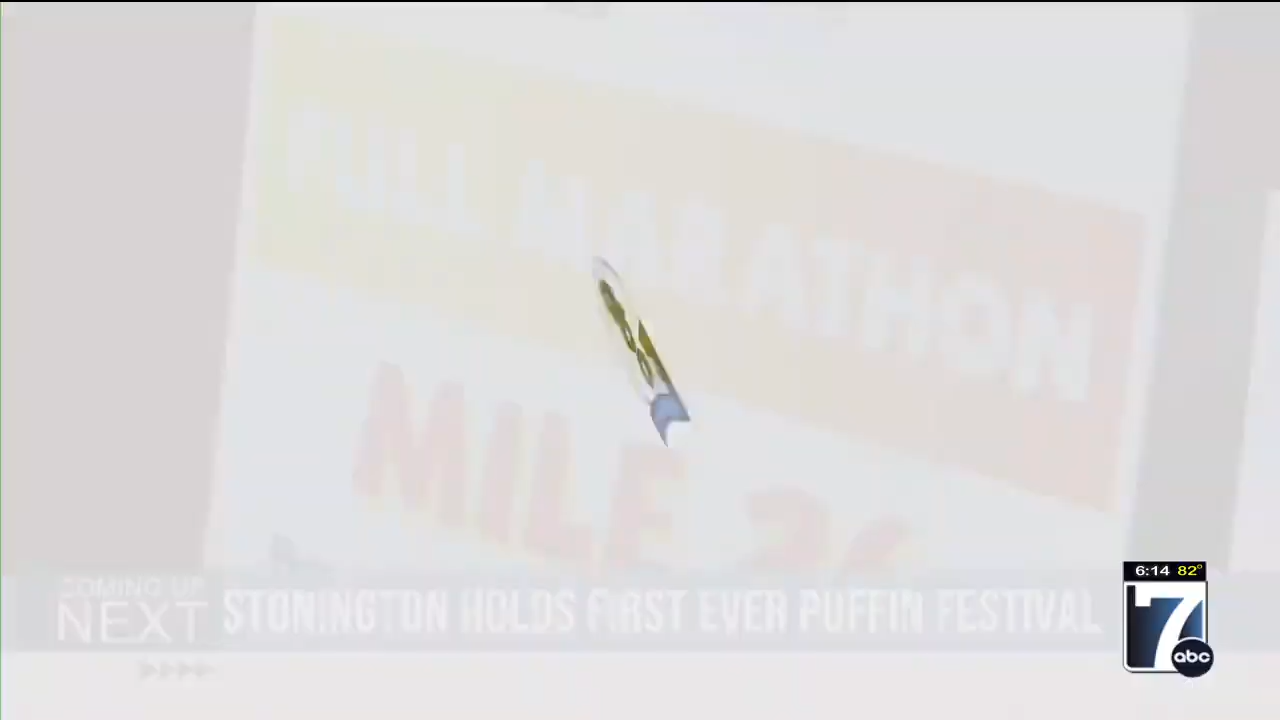 FULL MARATHON
MILE 26
COMING UP
NEXT
STONINGTON HOLDS FIRST EVER PUFFIN FESTIVAL
6:14 82°
7
abc